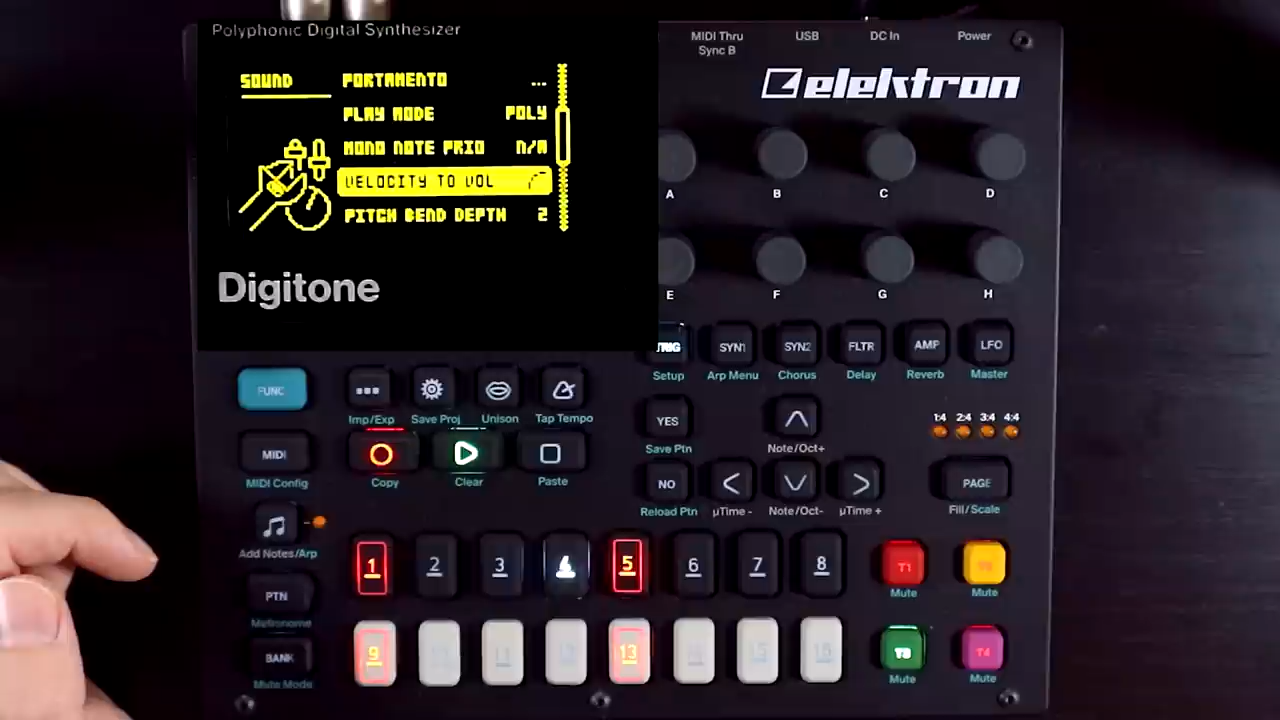 Polyphonic Digital Synthesizer
SOUND
PORTAMENTO ...
PLAY MODE POLY
MONO NOTE PRIO N/A
VELOCITY TO VOL
PITCH BEND DEPTH 2
Digitone
MIDI Thru
Sync B
USB
DC In
Power
elektron
A B C D
E F G H
TRIG SYN1 SYN2 FLTR AMP LFO
Setup Arp Menu Chorus Delay Reverb Master
FUNC
Imp/Exp Save Proj Unison Tap Tempo
YES
Save Ptn
Note/Oct+
1:4 2:4 3:4 4:4
MIDI
MIDI Config
Copy Clear Paste
NO
Reload Ptn µTime - Note/Oct- µTime +
PAGE
Fill/Scale
Add Notes/Arp
PTN
Metronome
BANK
Mute Mode
1 2 3 4 5 6 7 8
T1
Mute Mute
9 13
T3 T4
Mute Mute